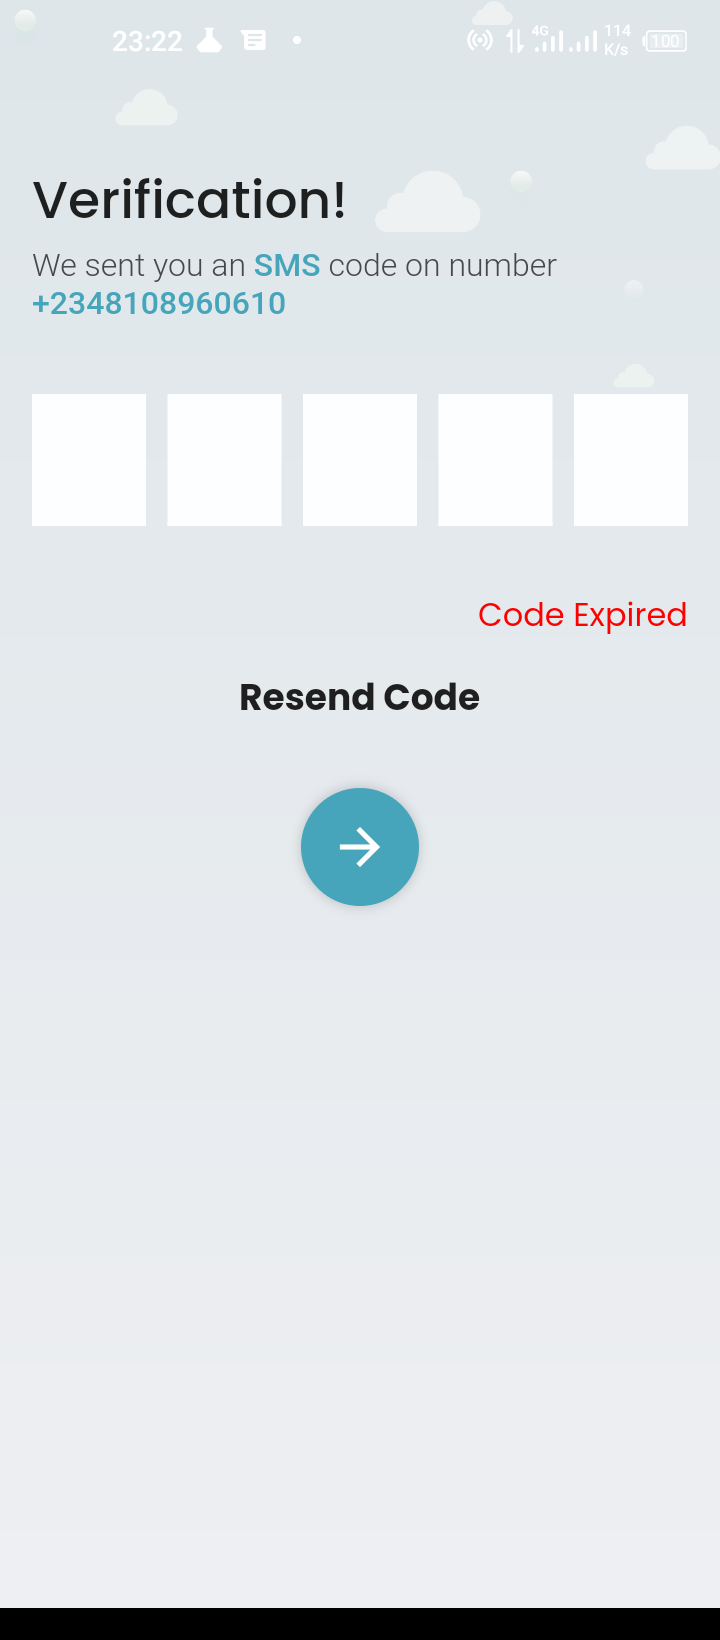 23:22
4G
114
K/s
100
Verification!
We sent you an SMS code on number
+2348108960610
Code Expired
Resend Code